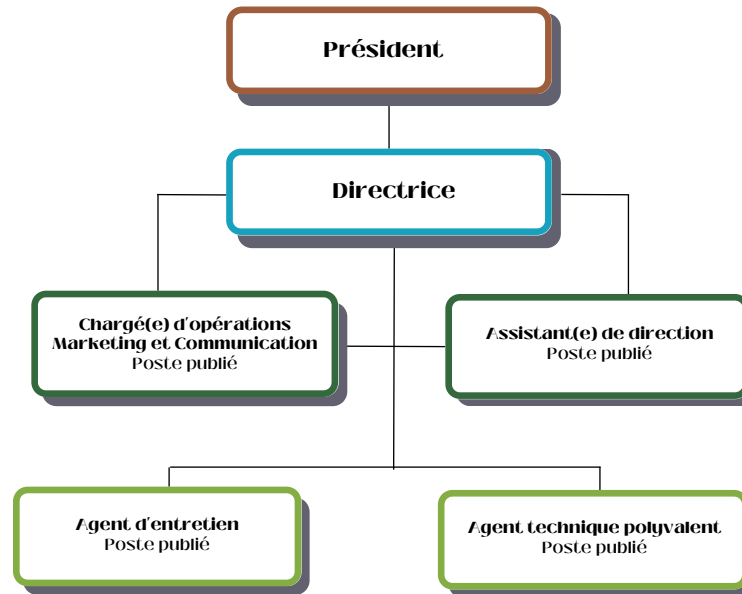 Président
Directrice
Chargé(e) d'opérations
Marketing et Communication
Poste publié
Assistant(e) de direction
Poste publié
Agent d'entretien
Poste publié
Agent technique polyvalent
Poste publié